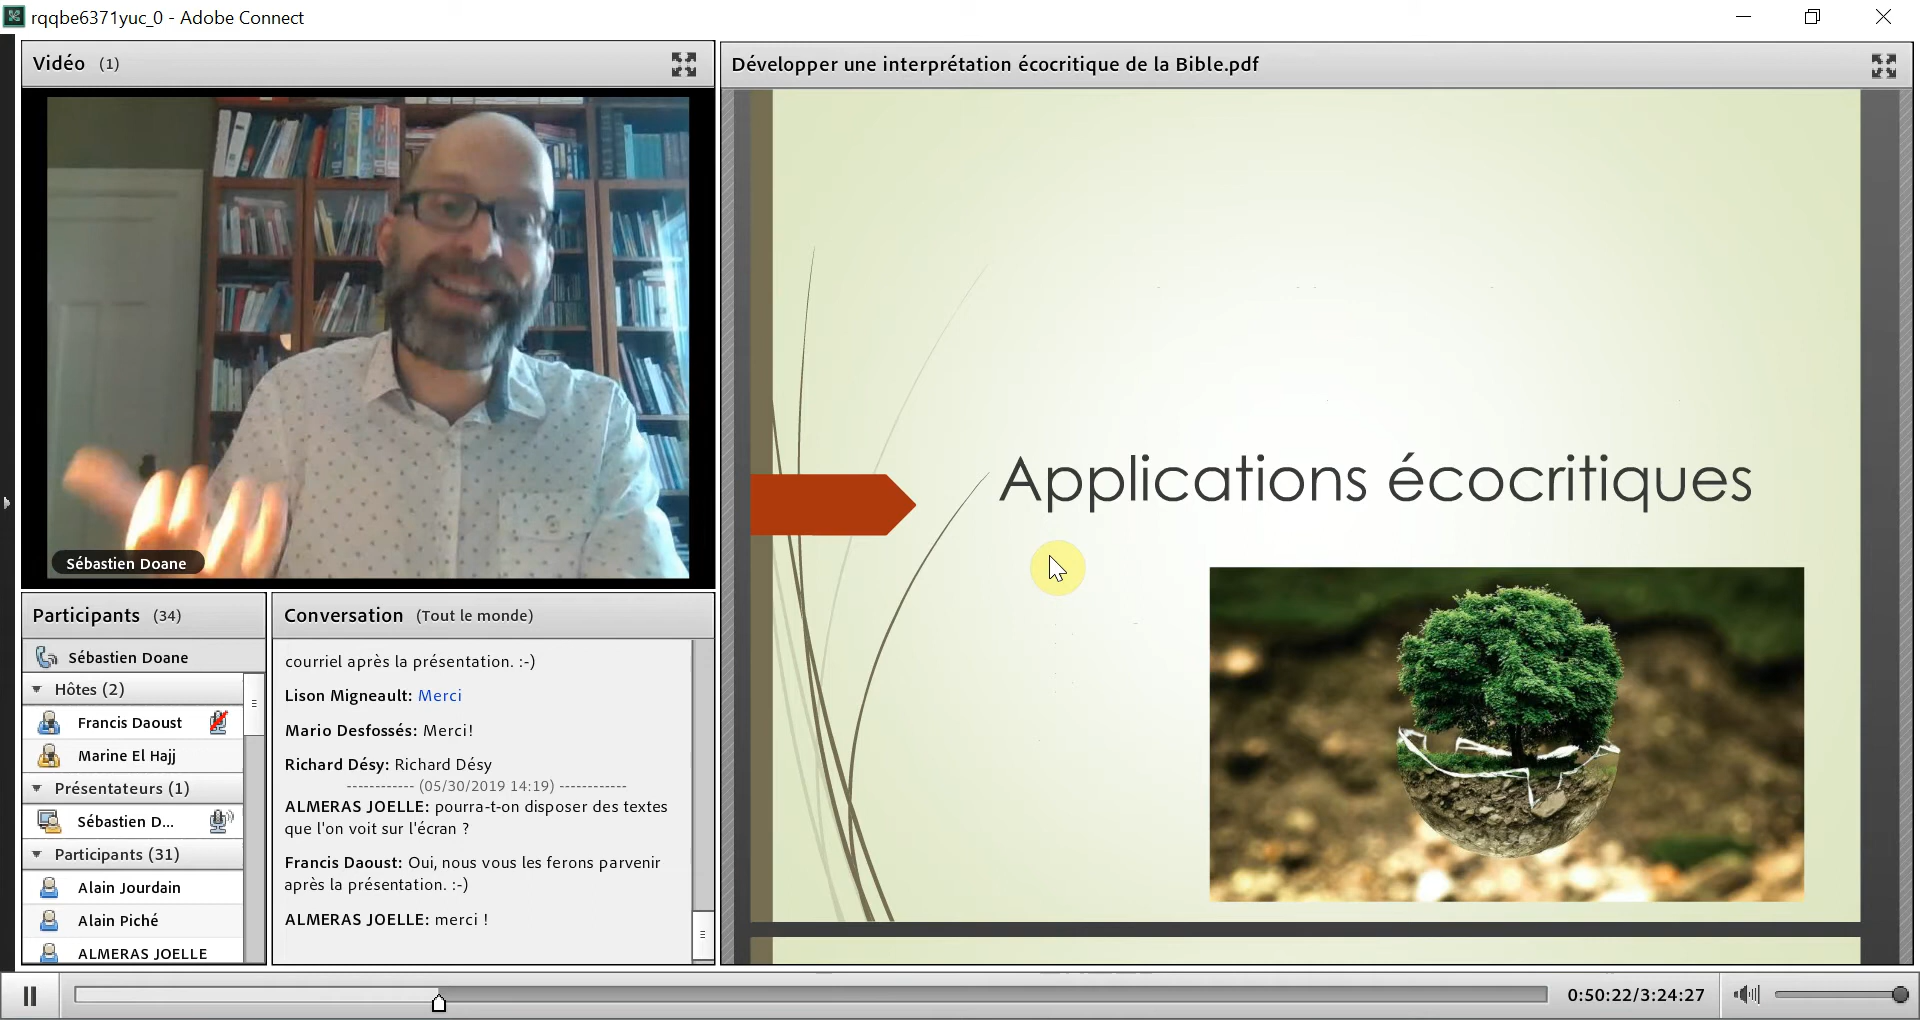 rqqbe6371yuc_0 - Adobe Connect
Vidéo (1)
Développer une interprétation écocritique de la Bible.pdf
Sébastien Doane
Applications écocritiques
Participants (34)
Sébastien Doane
Hôtes (2)
Francis Daoust
Marine El Hajj
Présentateurs (1)
Sébastien D...
Participants (31)
Alain Jourdain
Alain Piché
ALMERAS JOELLE
Conversation (Tout le monde)
courriel après la présentation. :-)
Lison Migneault: Merci
Mario Desfossés: Merci!
Richard Désy: Richard Désy
------------ (05/30/2019 14:19) ------------
ALMERAS JOELLE: pourra-t-on disposer des textes
que l'on voit sur l'écran ?
Francis Daoust: Oui, nous vous les ferons parvenir
après la présentation. :-)
ALMERAS JOELLE: merci !
0:50:22/3:24:27